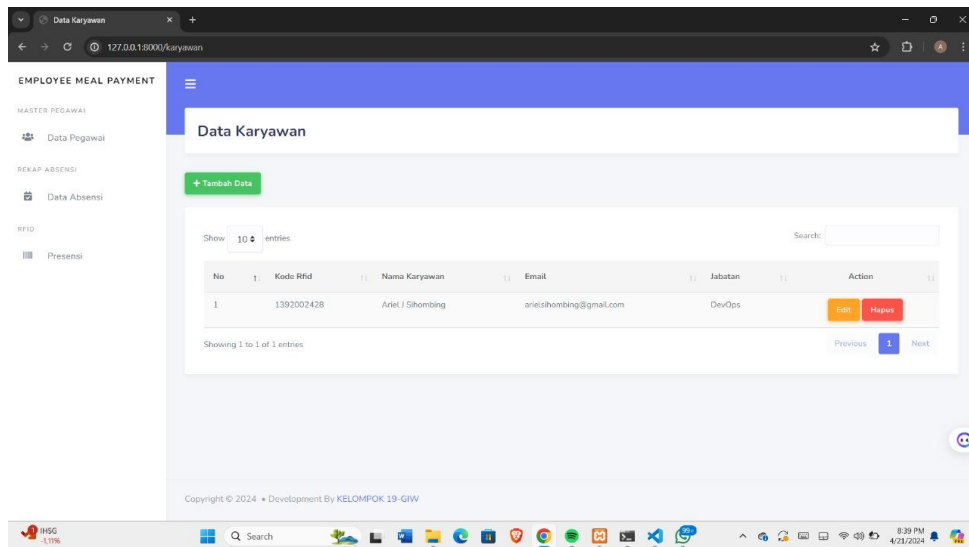 Data Karyawan
127.0.0.1:8000/karyawan
A
EMPLOYEE MEAL PAYMENT
MASTER PEGAWAI
Data Pegawai
REKAP ABSENSI
Data Absensi
RFID
Presensi
Data Karyawan
+ Tambah Data
Show 10 entries
Search:
No Kode Rfid Nama Karyawan Email Jabatan Action
1 1392002428 Ariel J Sihombing arielsihombing@gmail.com DevOps Edit Hapus
Showing 1 to 1 of 1 entries
Previous 1 Next
Copyright © 2024 • Development By KELOMPOK 19-GIW
1
IHSG
-1,11%
Search
99+
8:39 PM
4/21/2024